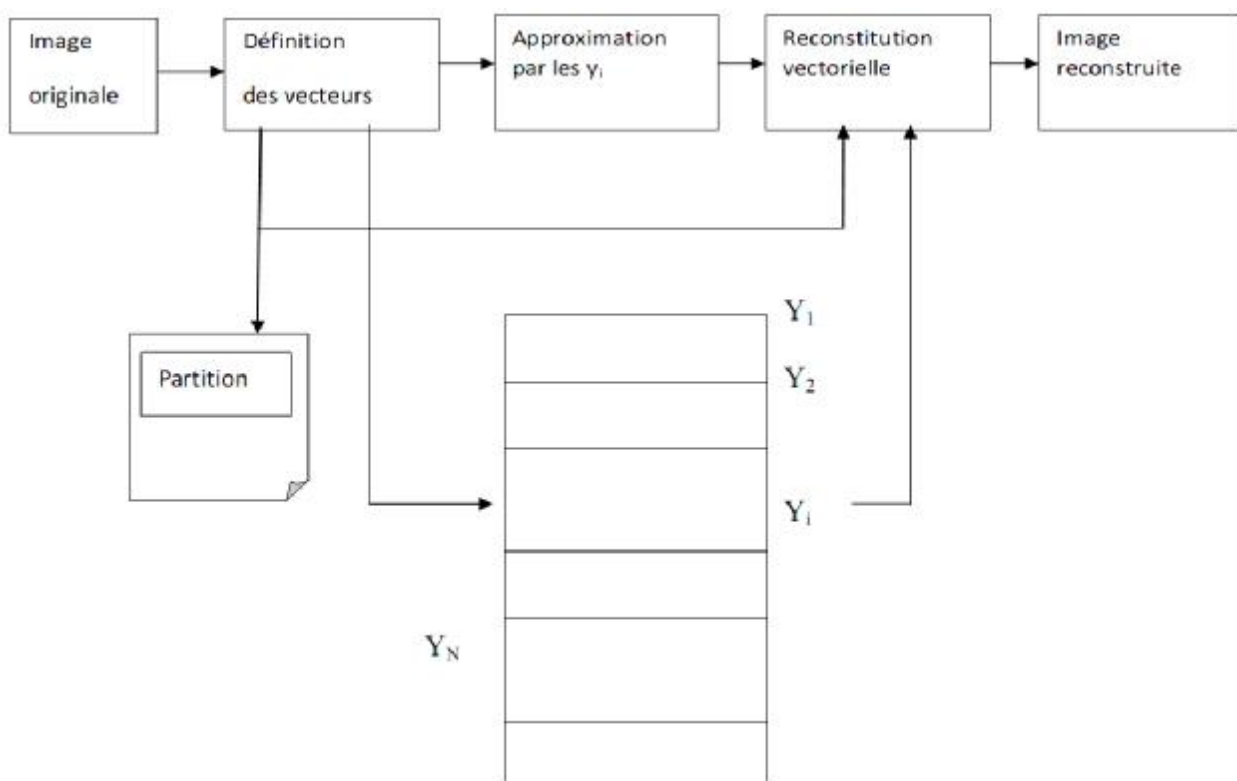 Image
originale
Définition
des vecteurs
Approximation
par les yᵢ
Reconstitution
vectorielle
Image
reconstruite
Partition
Y₁
Y₂
Yᵢ
Y_N